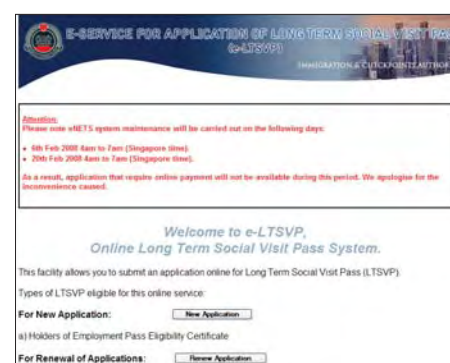 E-SERVICE FOR APPLICATION OF LONG TERM SOCIAL VISIT PAS
(e-LTSVP)
IMMIGRATION & CHECKPOINTS AUTHOR
Attention:
Please note eNETS system maintenance will be carried out on the following days:
• 6th Feb 2008 4am to 7am (Singapore time).
• 20th Feb 2008 4am to 7am (Singapore time).
As a result, application that require online payment will not be available during this period. We apologise for the
inconvenience caused.
Welcome to e-LTSVP,
Online Long Term Social Visit Pass System.
This facility allows you to submit an application online for Long Term Social Visit Pass (LTSVP).
Types of LTSVP eligible for this online service:
For New Application: New Application
a) Holders of Employment Pass Eligibility Certificate
For Renewal of Applications: Renew Application